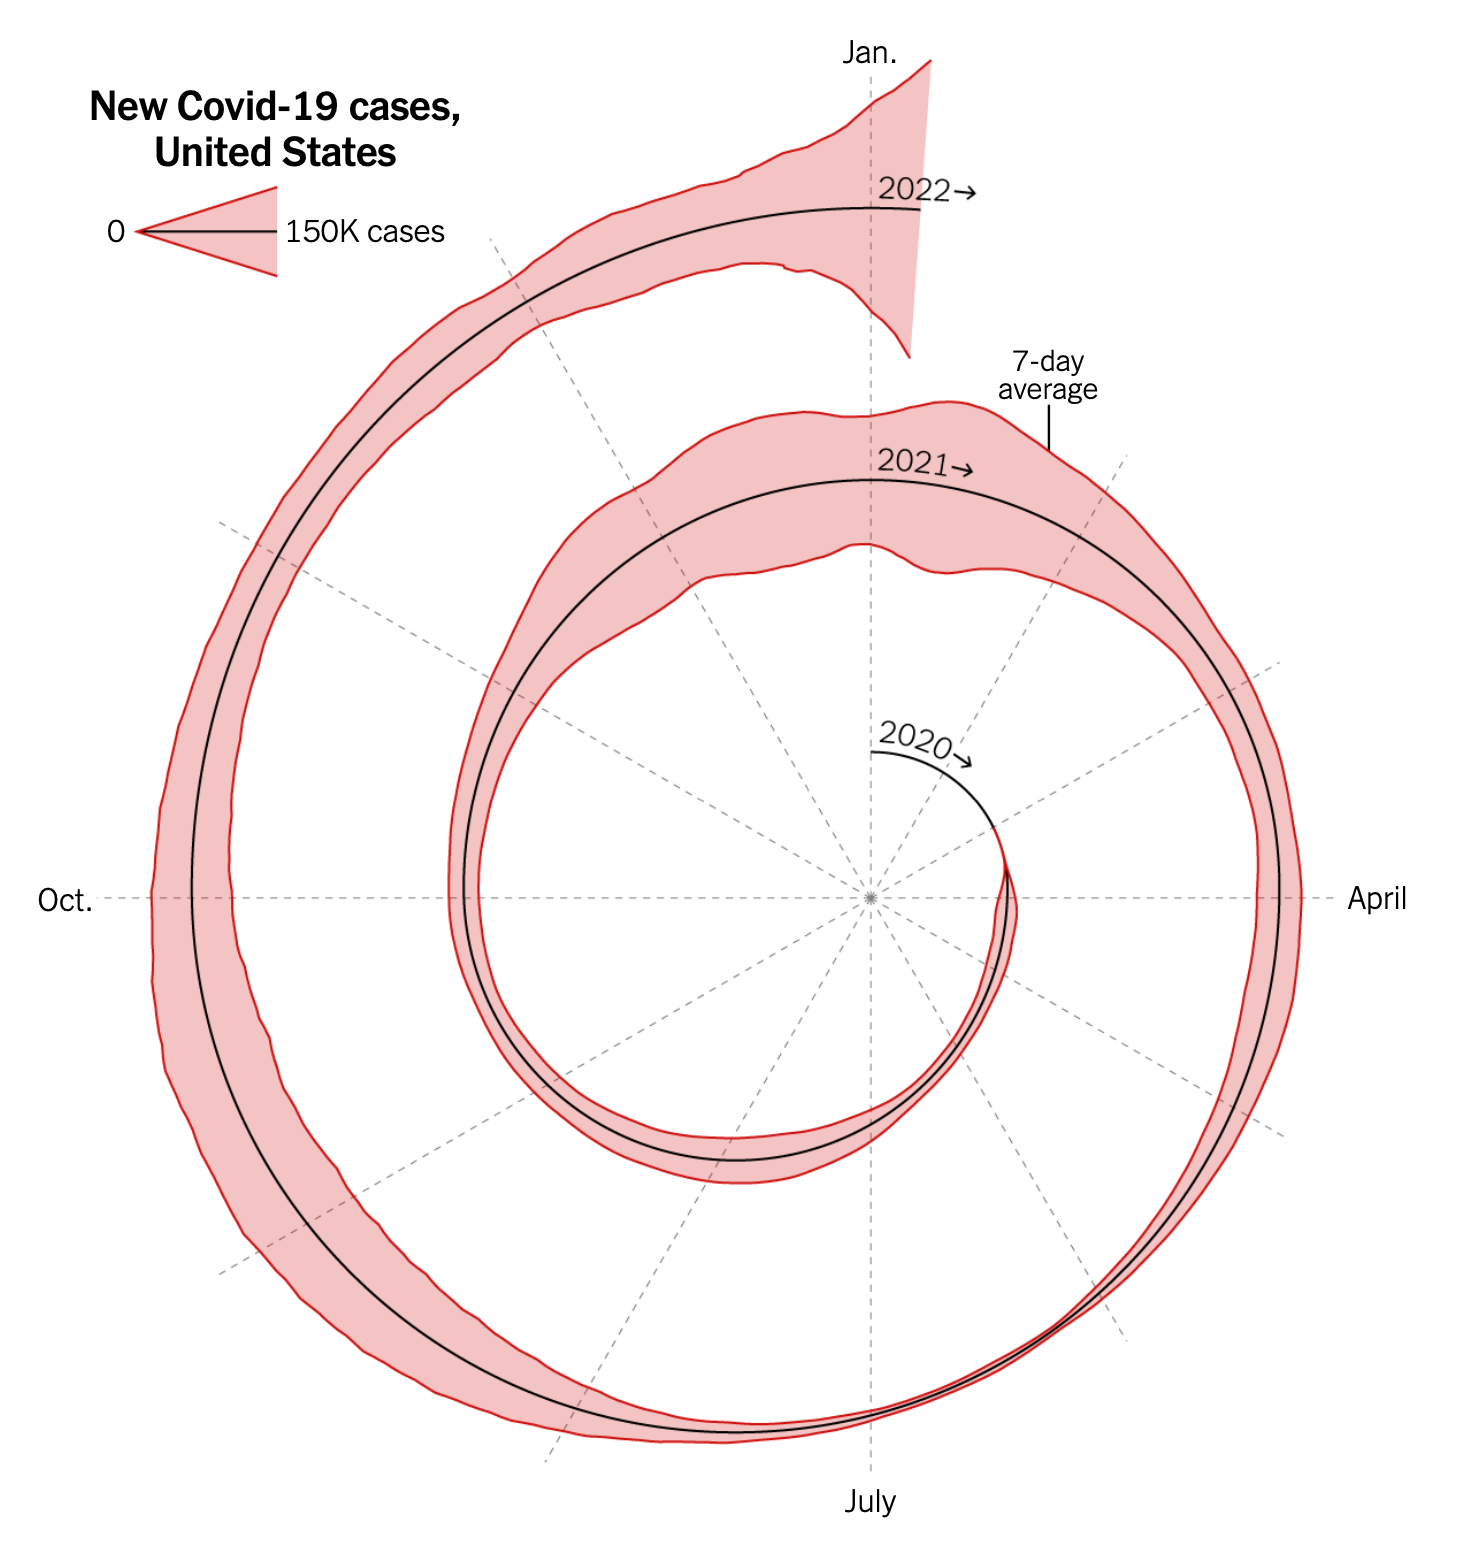 Jan.
New Covid-19 cases,
United States
0
150K cases
2022→
7-day
average
2021→
2020→
Oct.
April
July